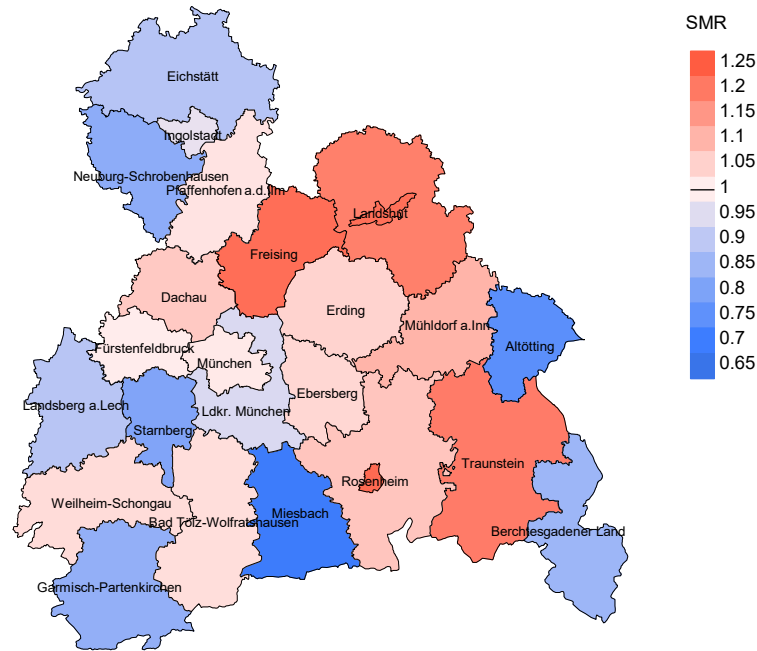 SMR
1.25
1.2
1.15
1.1
1.05
1
0.95
0.9
0.85
0.8
0.75
0.7
0.65
Eichstätt
Ingolstadt
Neuburg-Schrobenhausen
Pfaffenhofen a.d.Ilm
Landshut
Freising
Dachau
Erding
Mühldorf a.Inn
Altötting
Fürstenfeldbruck
München
Ebersberg
Landsberg a.Lech
Ldkr. München
Starnberg
Traunstein
Rosenheim
Weilheim-Schongau
Miesbach
Bad Tölz-Wolfratshausen
Berchtesgadener Land
Garmisch-Partenkirchen